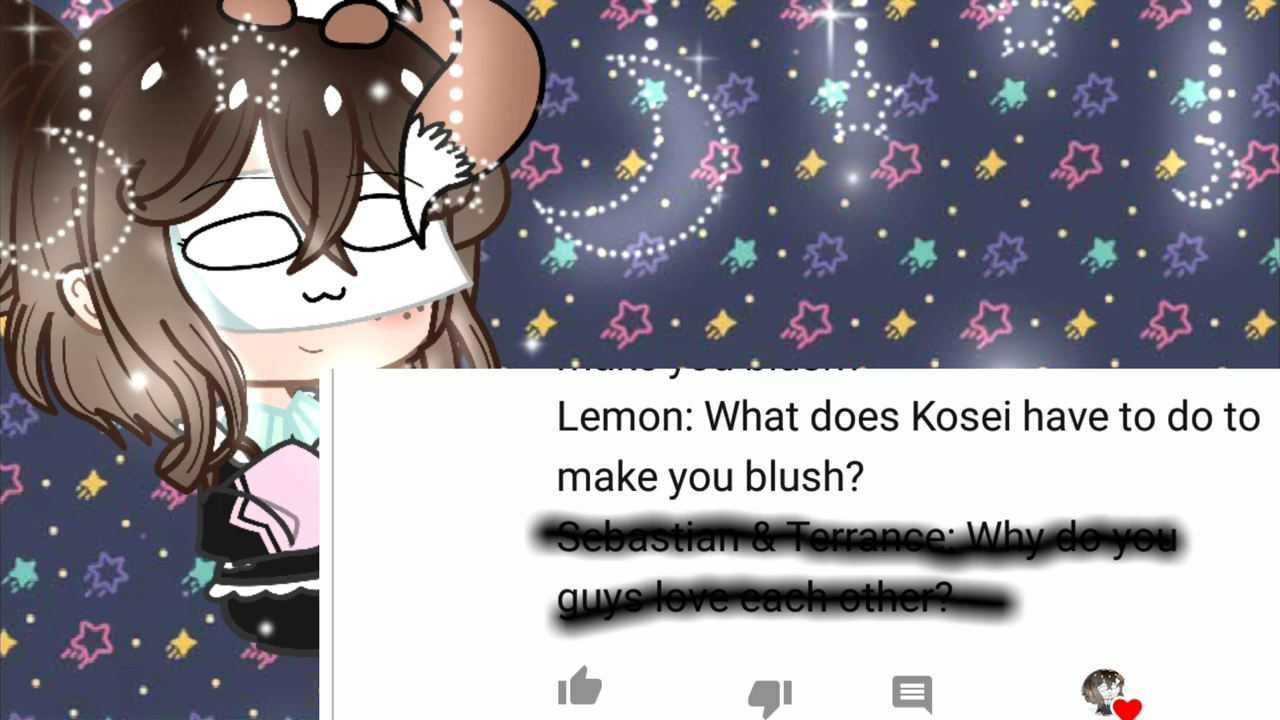 Lemon: What does Kosei have to do to
make you blush?
Sebastian & Terrance: Why do you
guys love each other?